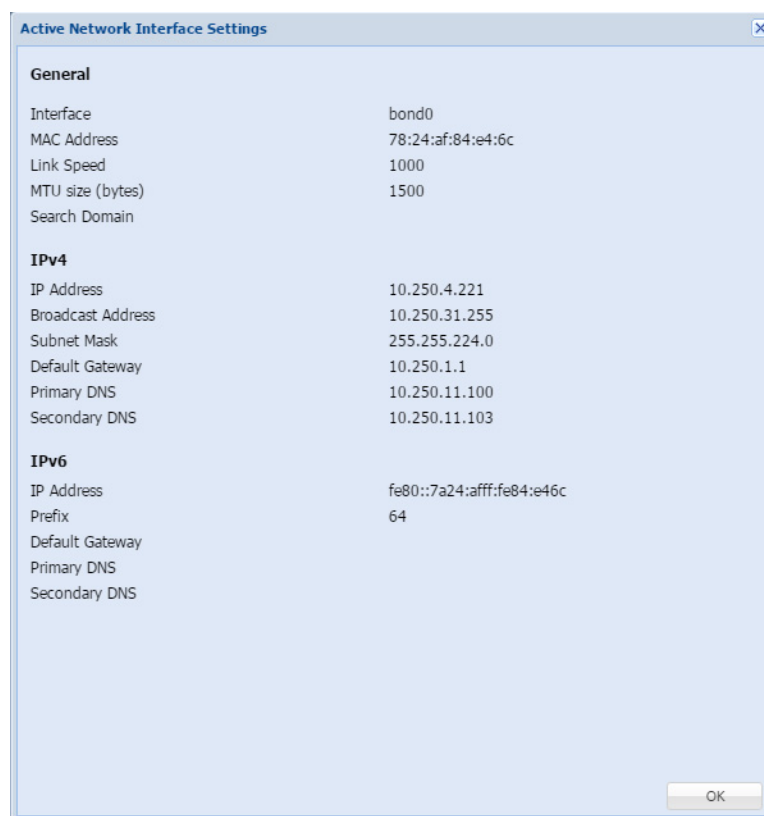 Active Network Interface Settings
General
Interface bond0
MAC Address 78:24:af:84:e4:6c
Link Speed 1000
MTU size (bytes) 1500
Search Domain
IPv4
IP Address 10.250.4.221
Broadcast Address 10.250.31.255
Subnet Mask 255.255.224.0
Default Gateway 10.250.1.1
Primary DNS 10.250.11.100
Secondary DNS 10.250.11.103
IPv6
IP Address fe80::7a24:afff:fe84:e46c
Prefix 64
Default Gateway
Primary DNS
Secondary DNS
OK